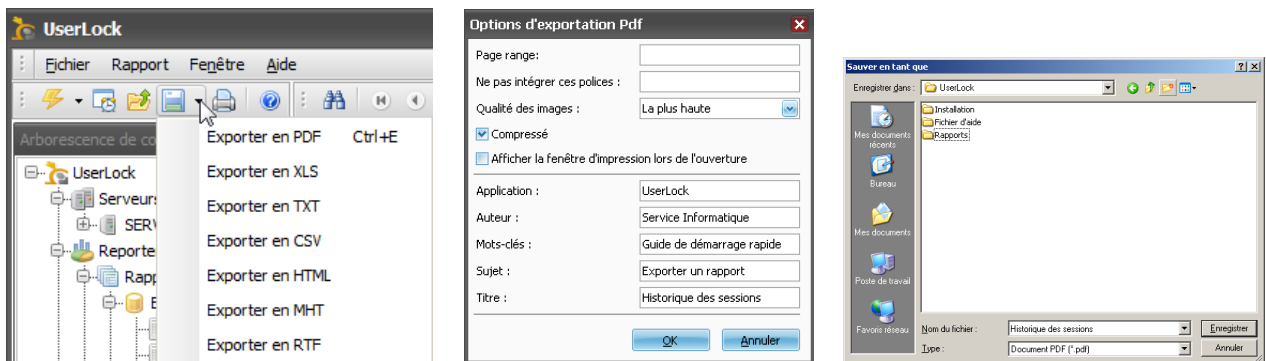 UserLock
Fichier Rapport Fenêtre Aide
Arborescence de co
Exporter en PDF Ctrl+E
Exporter en XLS
Exporter en TXT
Exporter en CSV
Exporter en HTML
Exporter en MHT
Exporter en RTF
UserLock
Serveurs
SERV
Reporte
Rapp
E
Options d'exportation Pdf
Page range:
Ne pas intégrer ces polices :
Qualité des images : La plus haute
Compressé
Afficher la fenêtre d'impression lors de l'ouverture
Application : UserLock
Auteur : Service Informatique
Mots-clés : Guide de démarrage rapide
Sujet : Exporter un rapport
Titre : Historique des sessions
OK Annuler
Sauver en tant que
Enregistrer dans : UserLock
Installation
Fichier d'aide
Rapports
Mes documents
récents
Bureau
Mes documents
Poste de travail
Favoris réseau
Nom du fichier : Historique des sessions Enregistrer
Type : Document PDF (*.pdf) Annuler